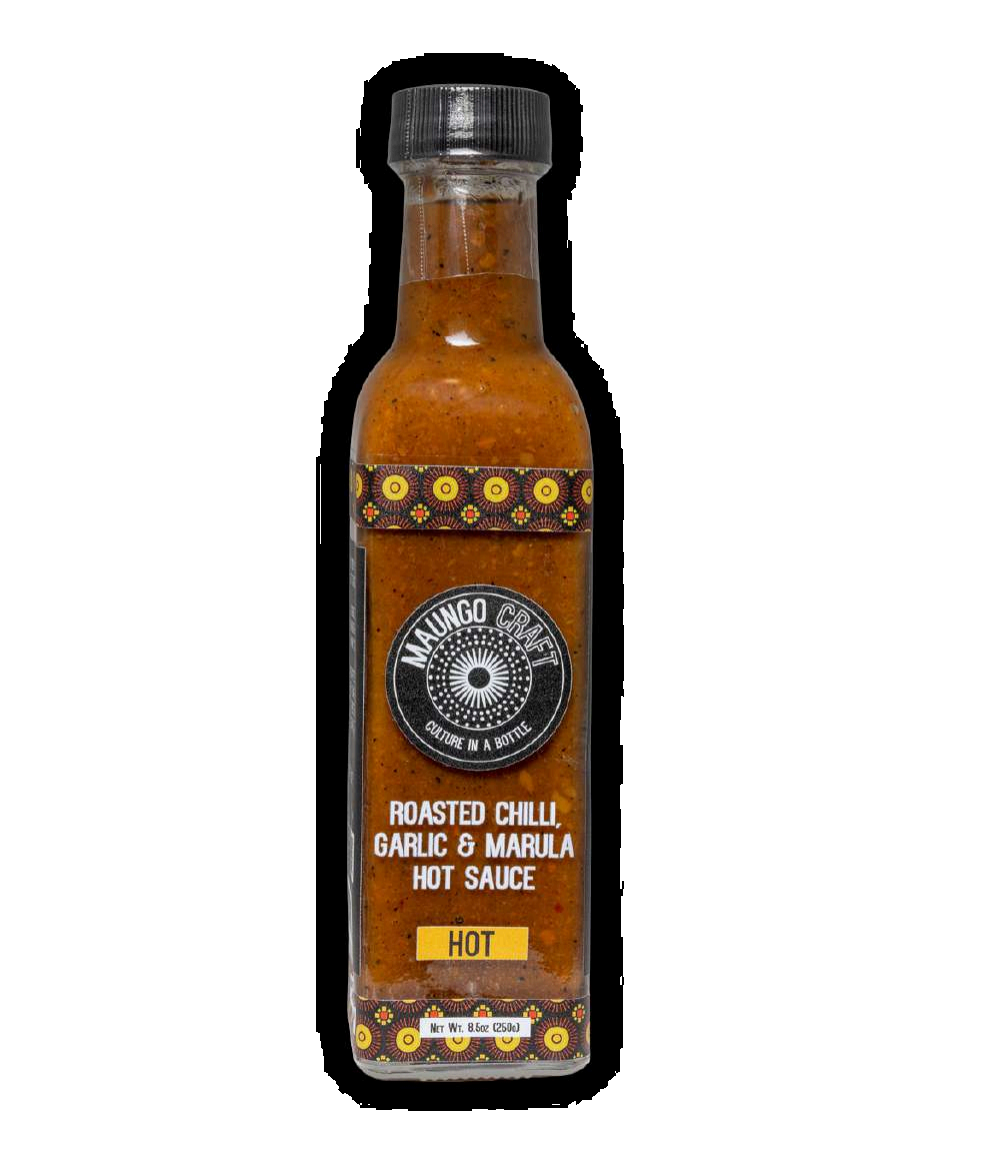 MAUNGO CRAFT
CULTURE IN A BOTTLE
ROASTED CHILLI,
GARLIC & MARULA
HOT SAUCE
HOT
NET WT. 8.5OZ (250G)